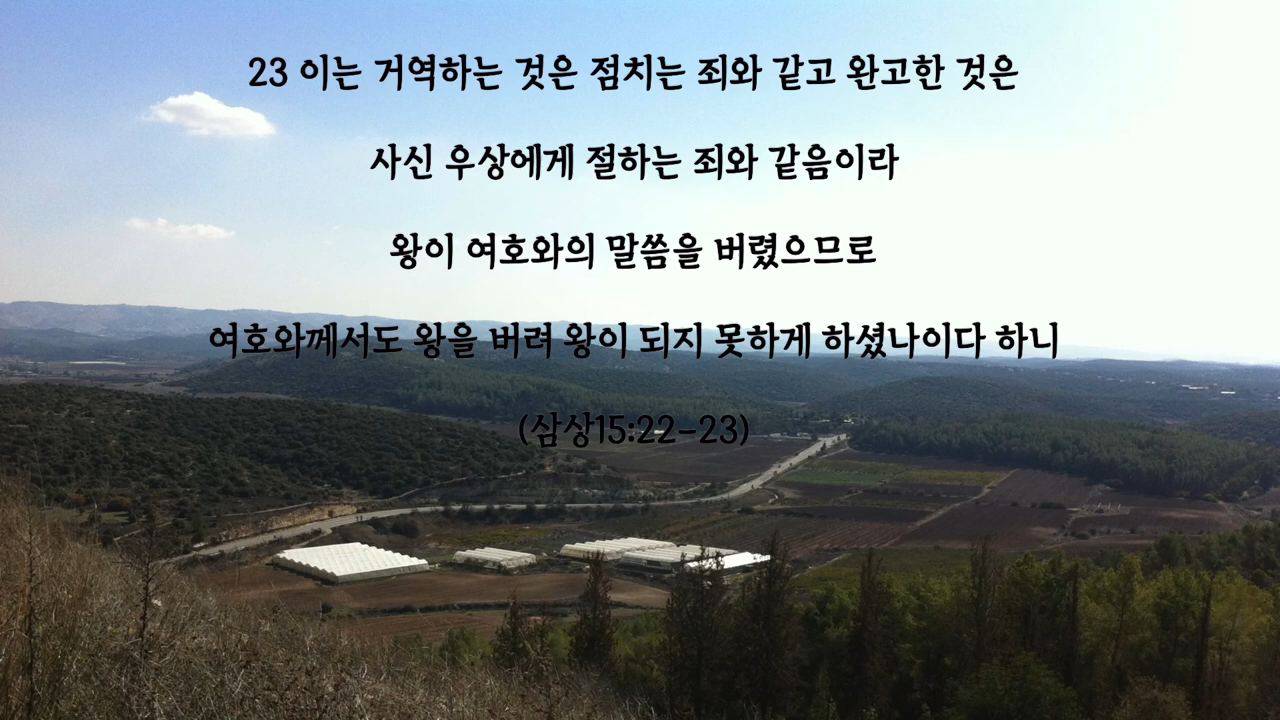 23 이는 거역하는 것은 점치는 죄와 같고 완고한 것은
사신 우상에게 절하는 죄와 같음이라
왕이 여호와의 말씀을 버렸으므로
여호와께서도 왕을 버려 왕이 되지 못하게 하셨나이다 하니
(삼상15:22-23)